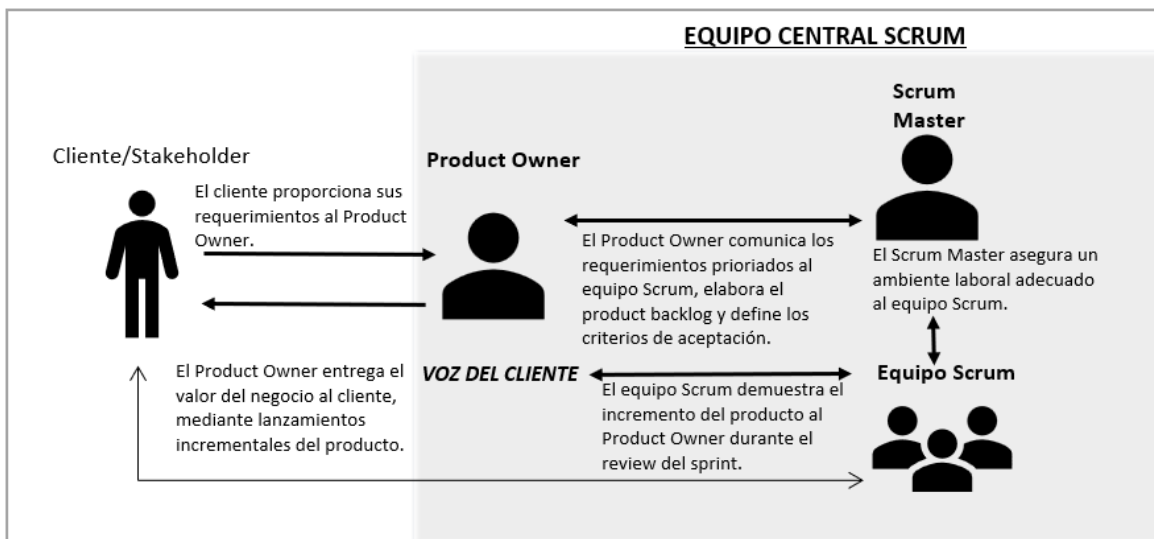 EQUIPO CENTRAL SCRUM
Scrum
Master
Cliente/Stakeholder
Product Owner
El cliente proporciona sus
requerimientos al Product
Owner.
El Product Owner comunica los
requerimientos prioriados al
equipo Scrum, elabora el
product backlog y define los
criterios de aceptación.
El Scrum Master asegura un
ambiente laboral adecuado
al equipo Scrum.
El Product Owner entrega el
valor del negocio al cliente,
mediante lanzamientos
incrementales del producto.
VOZ DEL CLIENTE
El equipo Scrum demuestra el
incremento del producto al
Product Owner durante el
review del sprint.
Equipo Scrum